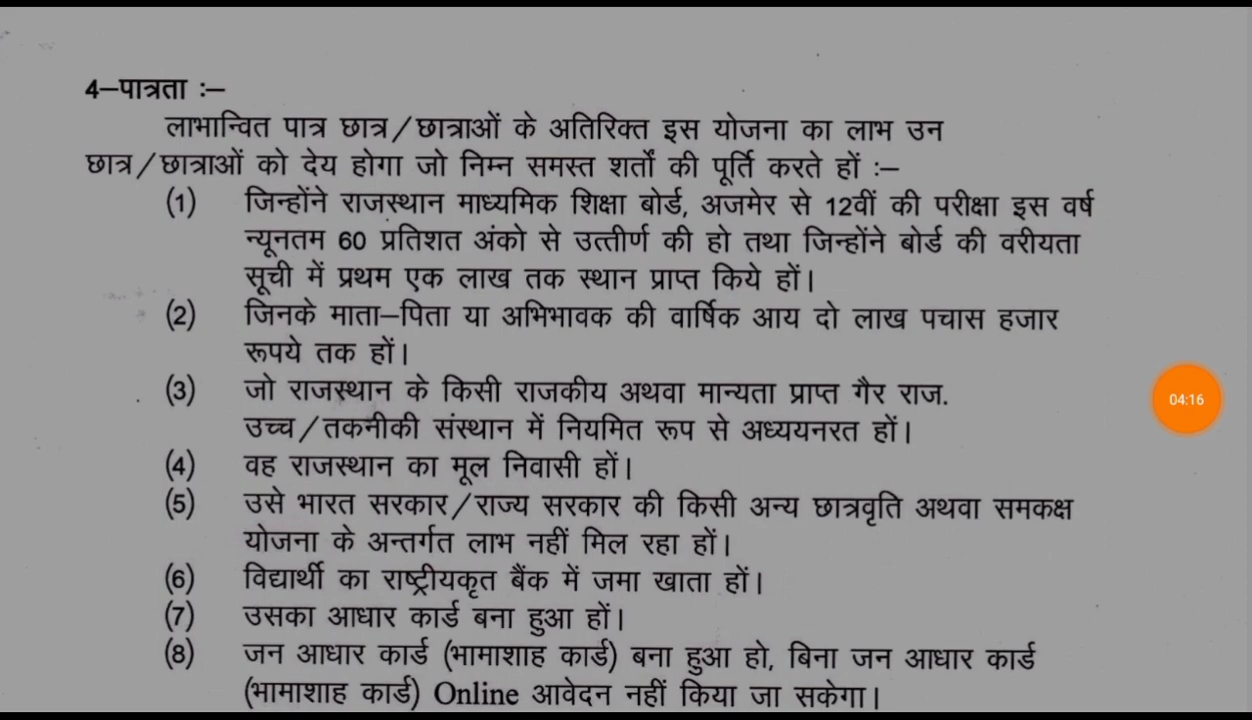 4–पात्रता :–
लाभान्वित पात्र छात्र/छात्राओं के अतिरिक्त इस योजना का लाभ उन
छात्र/छात्राओं को देय होगा जो निम्न समस्त शर्तों की पूर्ति करते हों :–
(1) जिन्होंने राजस्थान माध्यमिक शिक्षा बोर्ड, अजमेर से 12वीं की परीक्षा इस वर्ष
न्यूनतम 60 प्रतिशत अंको से उत्तीर्ण की हो तथा जिन्होंने बोर्ड की वरीयता
सूची में प्रथम एक लाख तक स्थान प्राप्त किये हों।
(2) जिनके माता–पिता या अभिभावक की वार्षिक आय दो लाख पचास हजार
रूपये तक हों।
(3) जो राजस्थान के किसी राजकीय अथवा मान्यता प्राप्त गैर राज.
उच्च/तकनीकी संस्थान में नियमित रूप से अध्ययनरत हों।
(4) वह राजस्थान का मूल निवासी हों।
(5) उसे भारत सरकार/राज्य सरकार की किसी अन्य छात्रवृति अथवा समकक्ष
योजना के अन्तर्गत लाभ नहीं मिल रहा हों।
(6) विद्यार्थी का राष्ट्रीयकृत बैंक में जमा खाता हों।
(7) उसका आधार कार्ड बना हुआ हों।
(8) जन आधार कार्ड (भामाशाह कार्ड) बना हुआ हो, बिना जन आधार कार्ड
(भामाशाह कार्ड) Online आवेदन नहीं किया जा सकेगा।
04:16